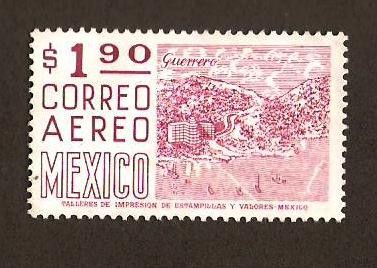 $1.90
Guerrero
CORREO
AEREO
MEXICO
TALLERES DE IMPRESION DE ESTAMPILLAS Y VALORES-MEXICO